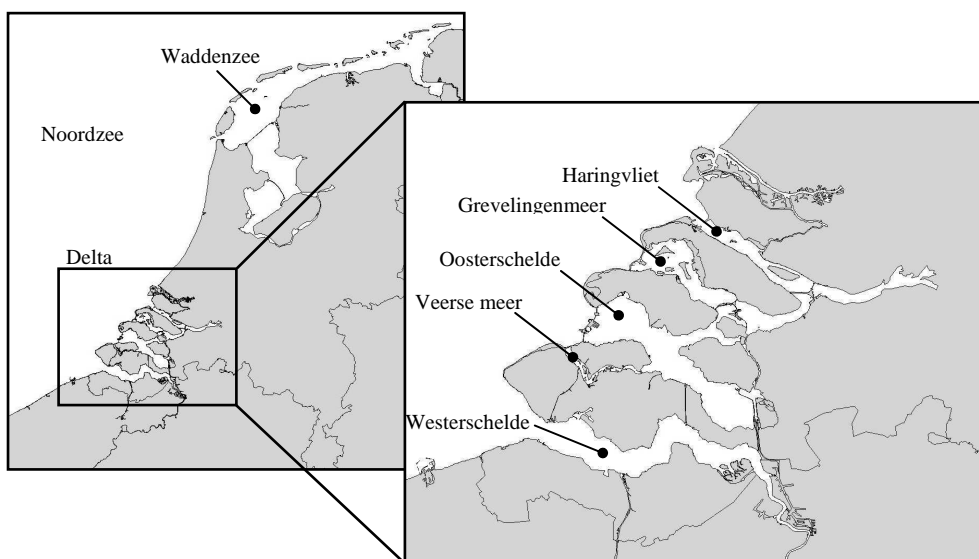 Waddenzee
Noordzee
Delta
Haringvliet
Grevelingenmeer
Oosterschelde
Veerse meer
Westerschelde